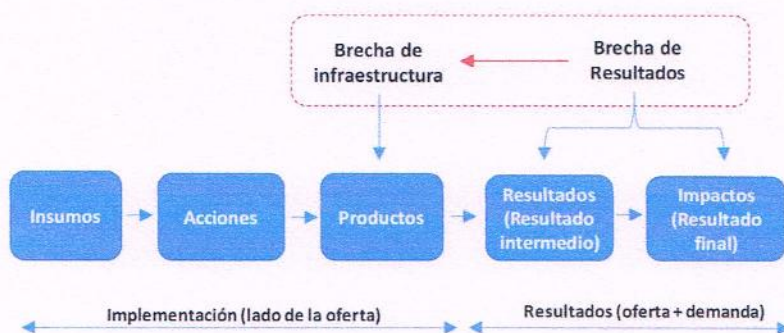 Brecha de
infraestructura
Brecha de
Resultados
Insumos
Acciones
Productos
Resultados
(Resultado
intermedio)
Impactos
(Resultado
final)
Implementación (lado de la oferta)
Resultados (oferta + demanda)